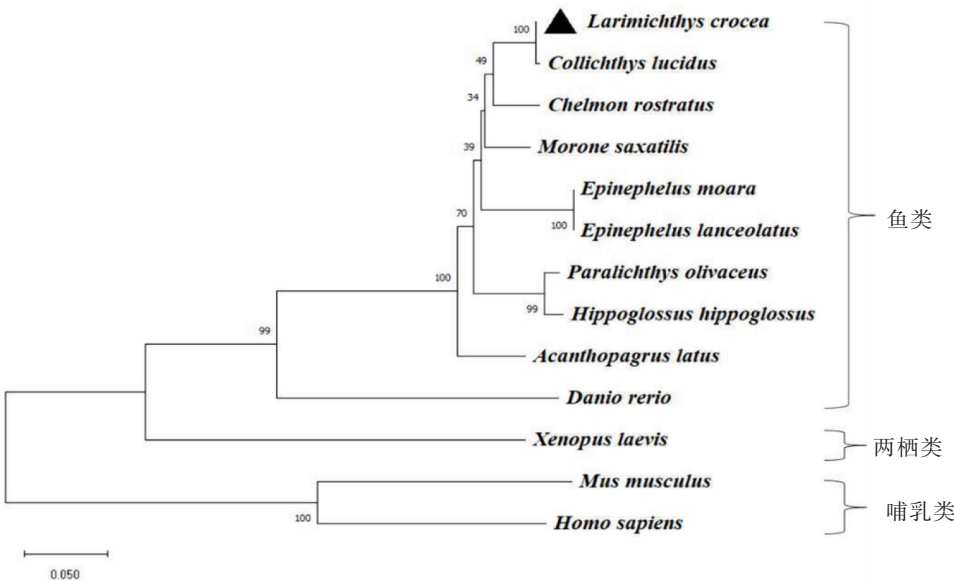 100
Larimichthys crocea
49
Collichthys lucidus
34
Chelmon rostratus
39
Morone saxatilis
Epinephelus moara
100
Epinephelus lanceolatus
鱼类
70
Paralichthys olivaceus
100
99
Hippoglossus hippoglossus
99
Acanthopagrus latus
Danio rerio
Xenopus laevis
两栖类
Mus musculus
哺乳类
100
Homo sapiens
0.050